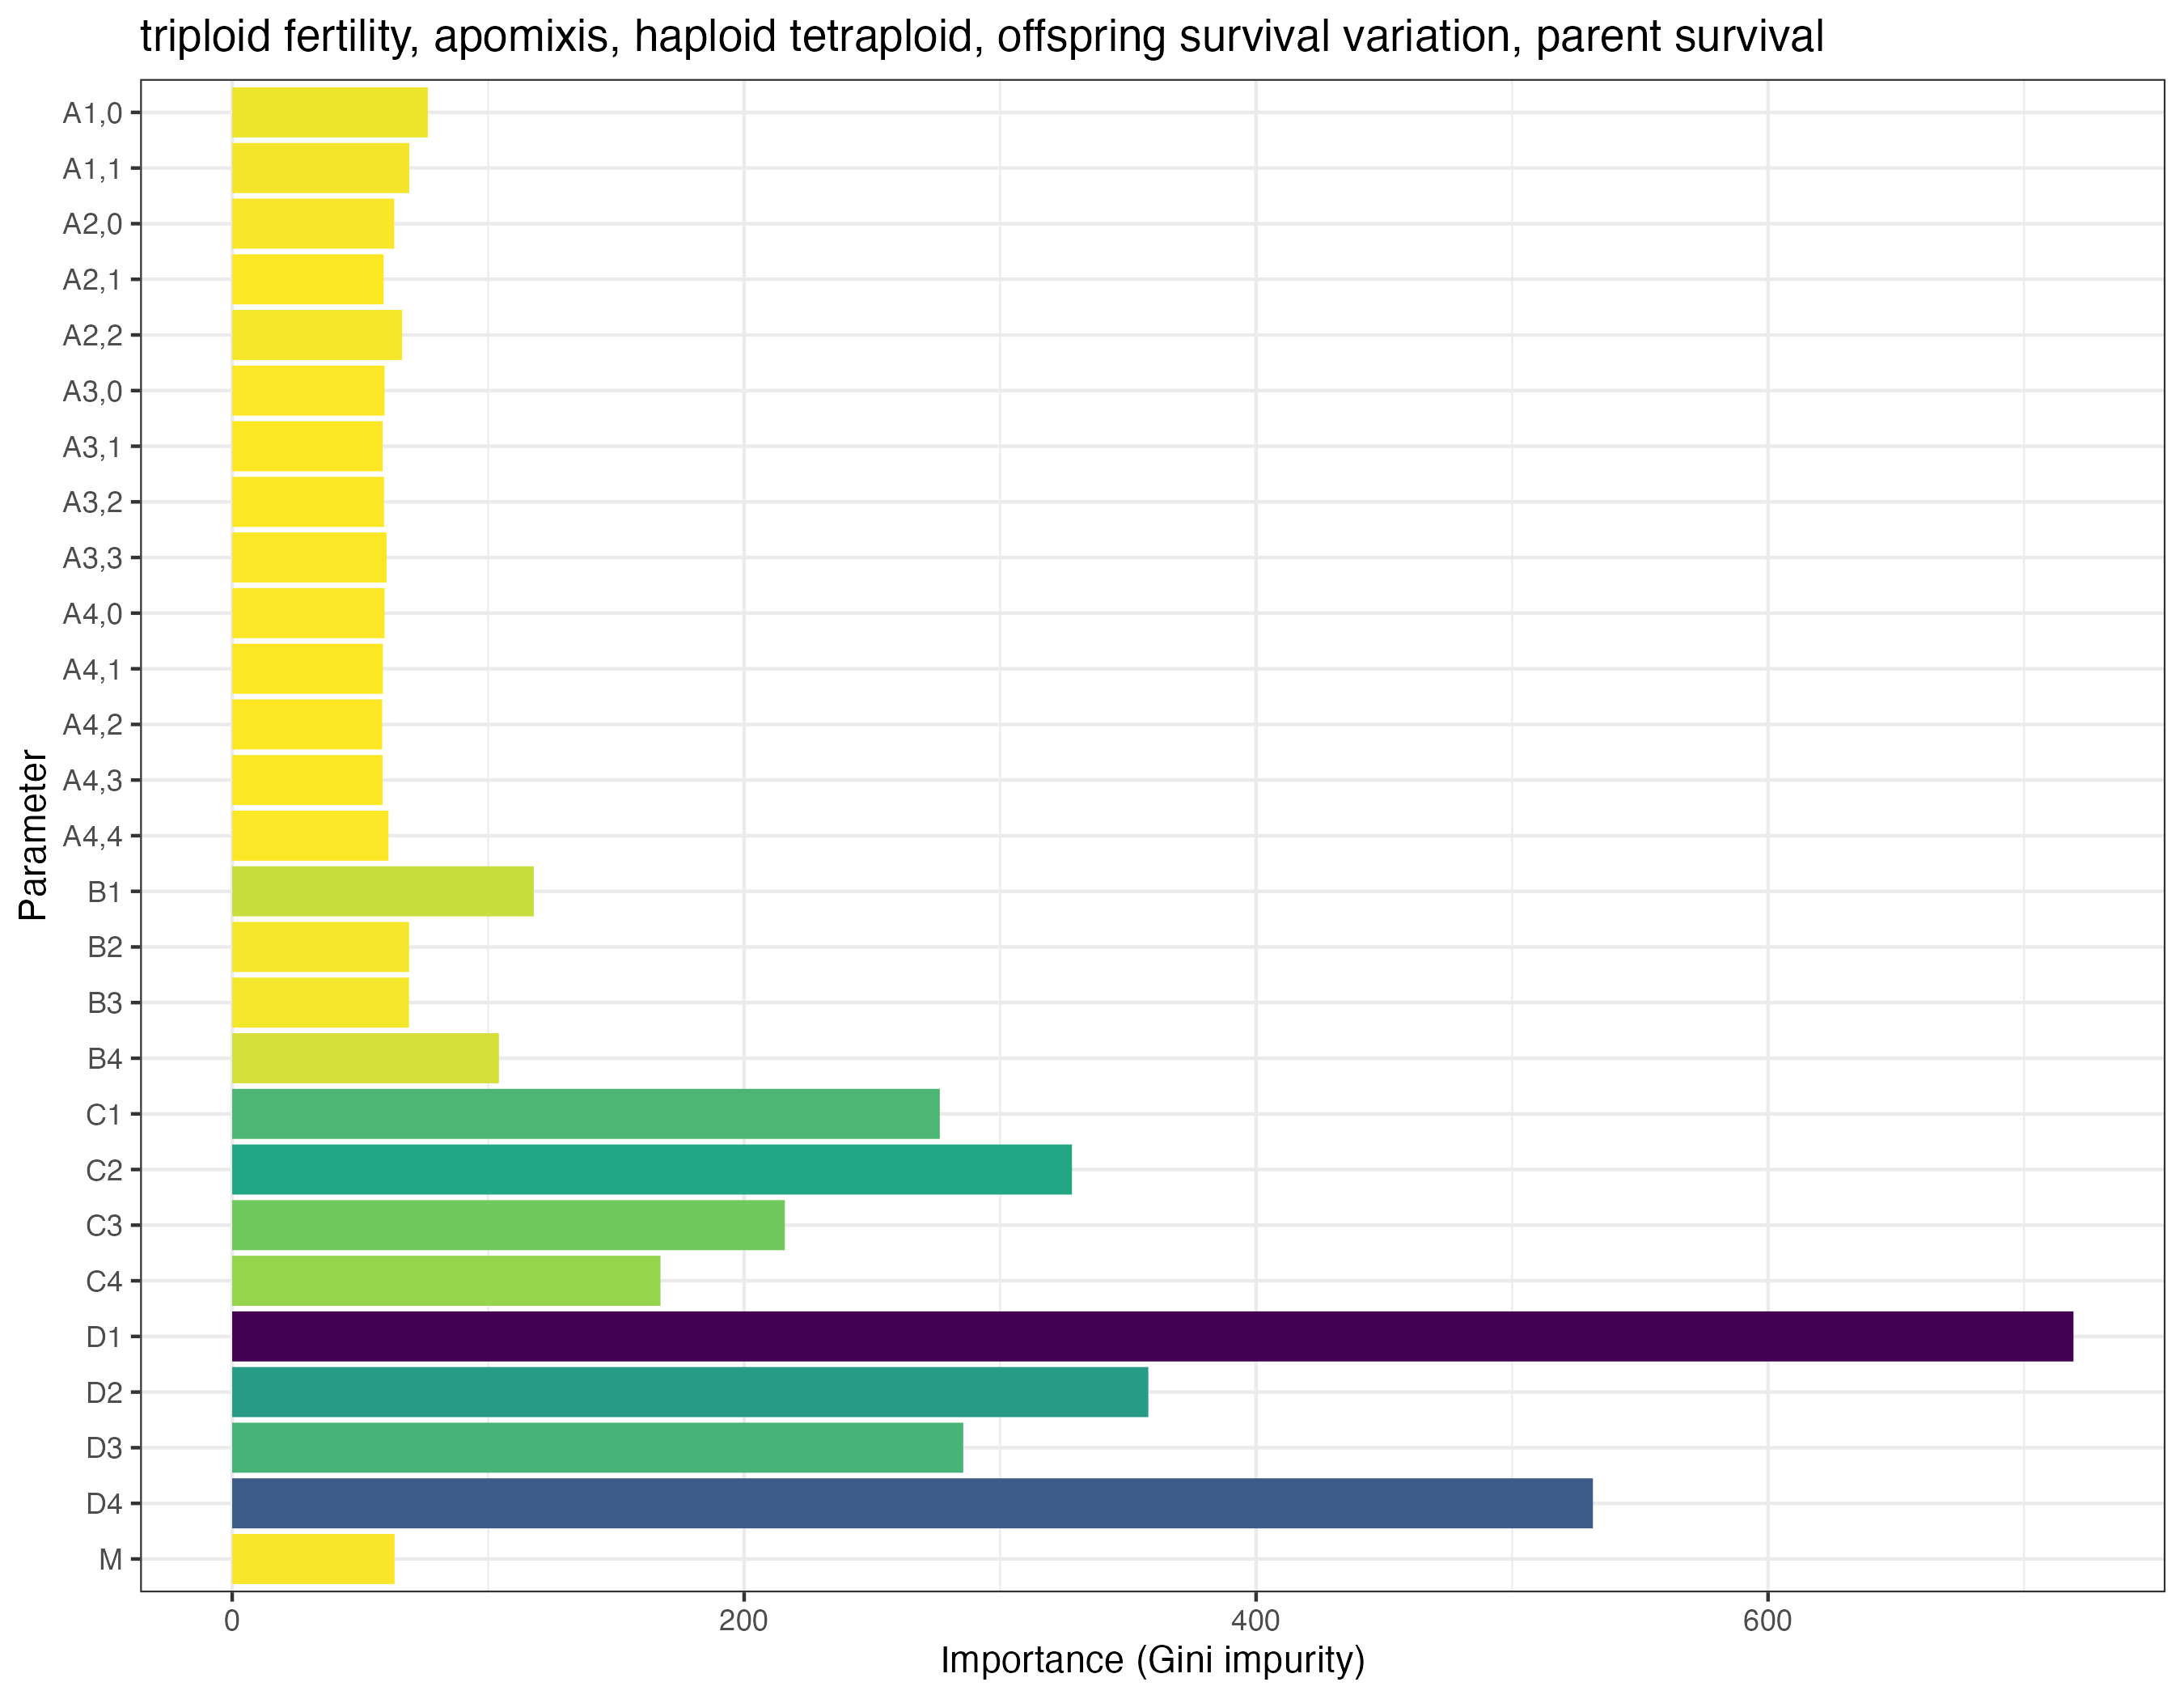 triploid fertility, apomixis, haploid tetraploid, offspring survival variation, parent survival
Parameter
A1,0
A1,1
A2,0
A2,1
A2,2
A3,0
A3,1
A3,2
A3,3
A4,0
A4,1
A4,2
A4,3
A4,4
B1
B2
B3
B4
C1
C2
C3
C4
D1
D2
D3
D4
M
0 200 400 600
Importance (Gini impurity)